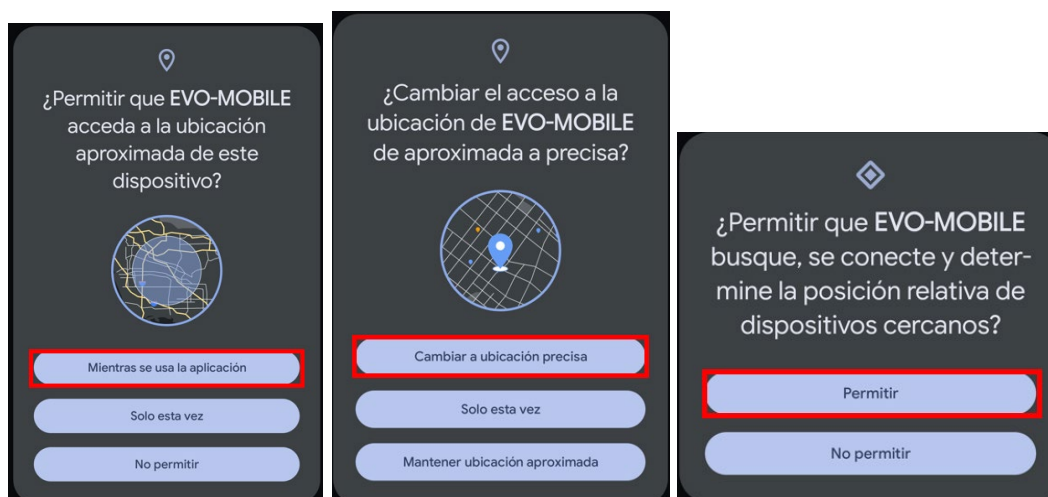 ¿Permitir que EVO-MOBILE
acceda a la ubicación
aproximada de este
dispositivo?
Mientras se usa la aplicación
Solo esta vez
No permitir
¿Cambiar el acceso a la
ubicación de EVO-MOBILE
de aproximada a precisa?
Cambiar a ubicación precisa
Solo esta vez
Mantener ubicación aproximada
¿Permitir que EVO-MOBILE
busque, se conecte y deter-
mine la posición relativa de
dispositivos cercanos?
Permitir
No permitir